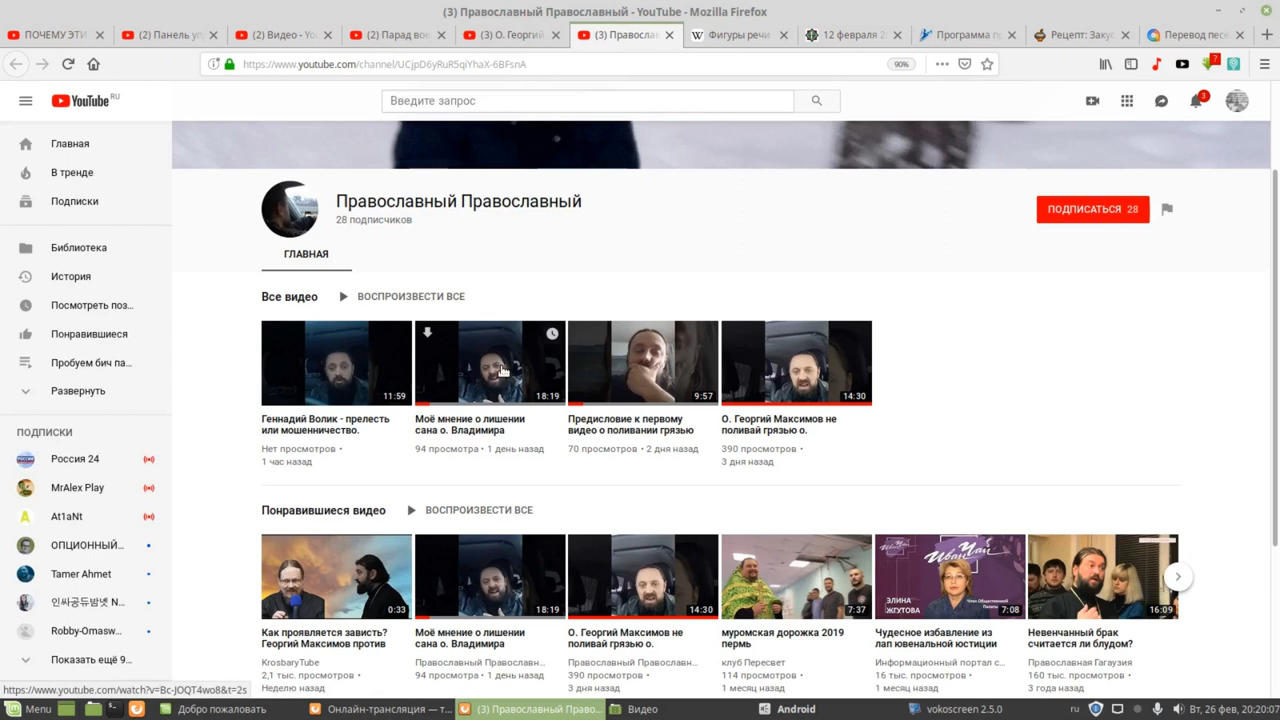 (3) Православный Православный - YouTube - Mozilla Firefox
ПОЧЕМУ ЭТИ
(2) Панель уп
(2) Видео - Yo
(2) Парад вое
(3) О. Георгий
(3) Правосла
Фигуры речи
12 февраля 2
Программа п
Рецепт: Заку
Перевод песе
https://www.youtube.com/channel/UCjpD6yRuR5qiYhaX-6BFsnA
90%
YouTube RU
Введите запрос
3
Главная
В тренде
Подписки
Библиотека
История
Посмотреть поз...
Понравившиеся
Пробуем бич па...
Развернуть
ПОДПИСКИ
Россия 24
MrAlex Play
At1aNt
ОПЦИОННЫЙ...
Tamer Ahmet
인싸공듀밤넷 N...
Robby-Omasw...
Показать ещё 9...
Православный Православный
28 подписчиков
ПОДПИСАТЬСЯ 28
ГЛАВНАЯ
Все видео
ВОСПРОИЗВЕСТИ ВСЕ
11:59
18:19
9:57
14:30
Геннадий Волик - прелесть
или мошенничество.
Нет просмотров •
1 час назад
Моё мнение о лишении
сана о. Владимира
94 просмотра • 1 день назад
Предисловие к первому
видео о поливании грязью
70 просмотров • 2 дня назад
О. Георгий Максимов не
поливай грязью о.
390 просмотров •
3 дня назад
Понравившиеся видео
ВОСПРОИЗВЕСТИ ВСЕ
0:33
18:19
14:30
7:37
Иван Чай
ЭЛИНА
ЖГУТОВА
7:08
16:09
Как проявляется зависть?
Георгий Максимов против
KrosbaryTube
2,1 тыс. просмотров •
Неделю назад
Моё мнение о лишении
сана о. Владимира
Православный Православн...
94 просмотра • 1 день назад
О. Георгий Максимов не
поливай грязью о.
Православный Православн...
390 просмотров •
3 дня назад
муромская дорожка 2019
пермь
клуб Пересвет
114 просмотров •
1 месяц назад
Чудесное избавление из
лап ювенальной юстиции
Информационный портал с...
16 тыс. просмотров •
1 месяц назад
Невенчанный брак
считается ли блудом?
Православная Гагаузия
160 тыс. просмотров •
3 года назад
https://www.youtube.com/watch?v=Bc-JOQT4wo8&t=2s
Menu
Добро пожаловать
Онлайн-трансляция — т...
(3) Православный Право...
Видео
Android
vokoscreen 2.5.0
ru
Вт, 26 фев, 20:20:07